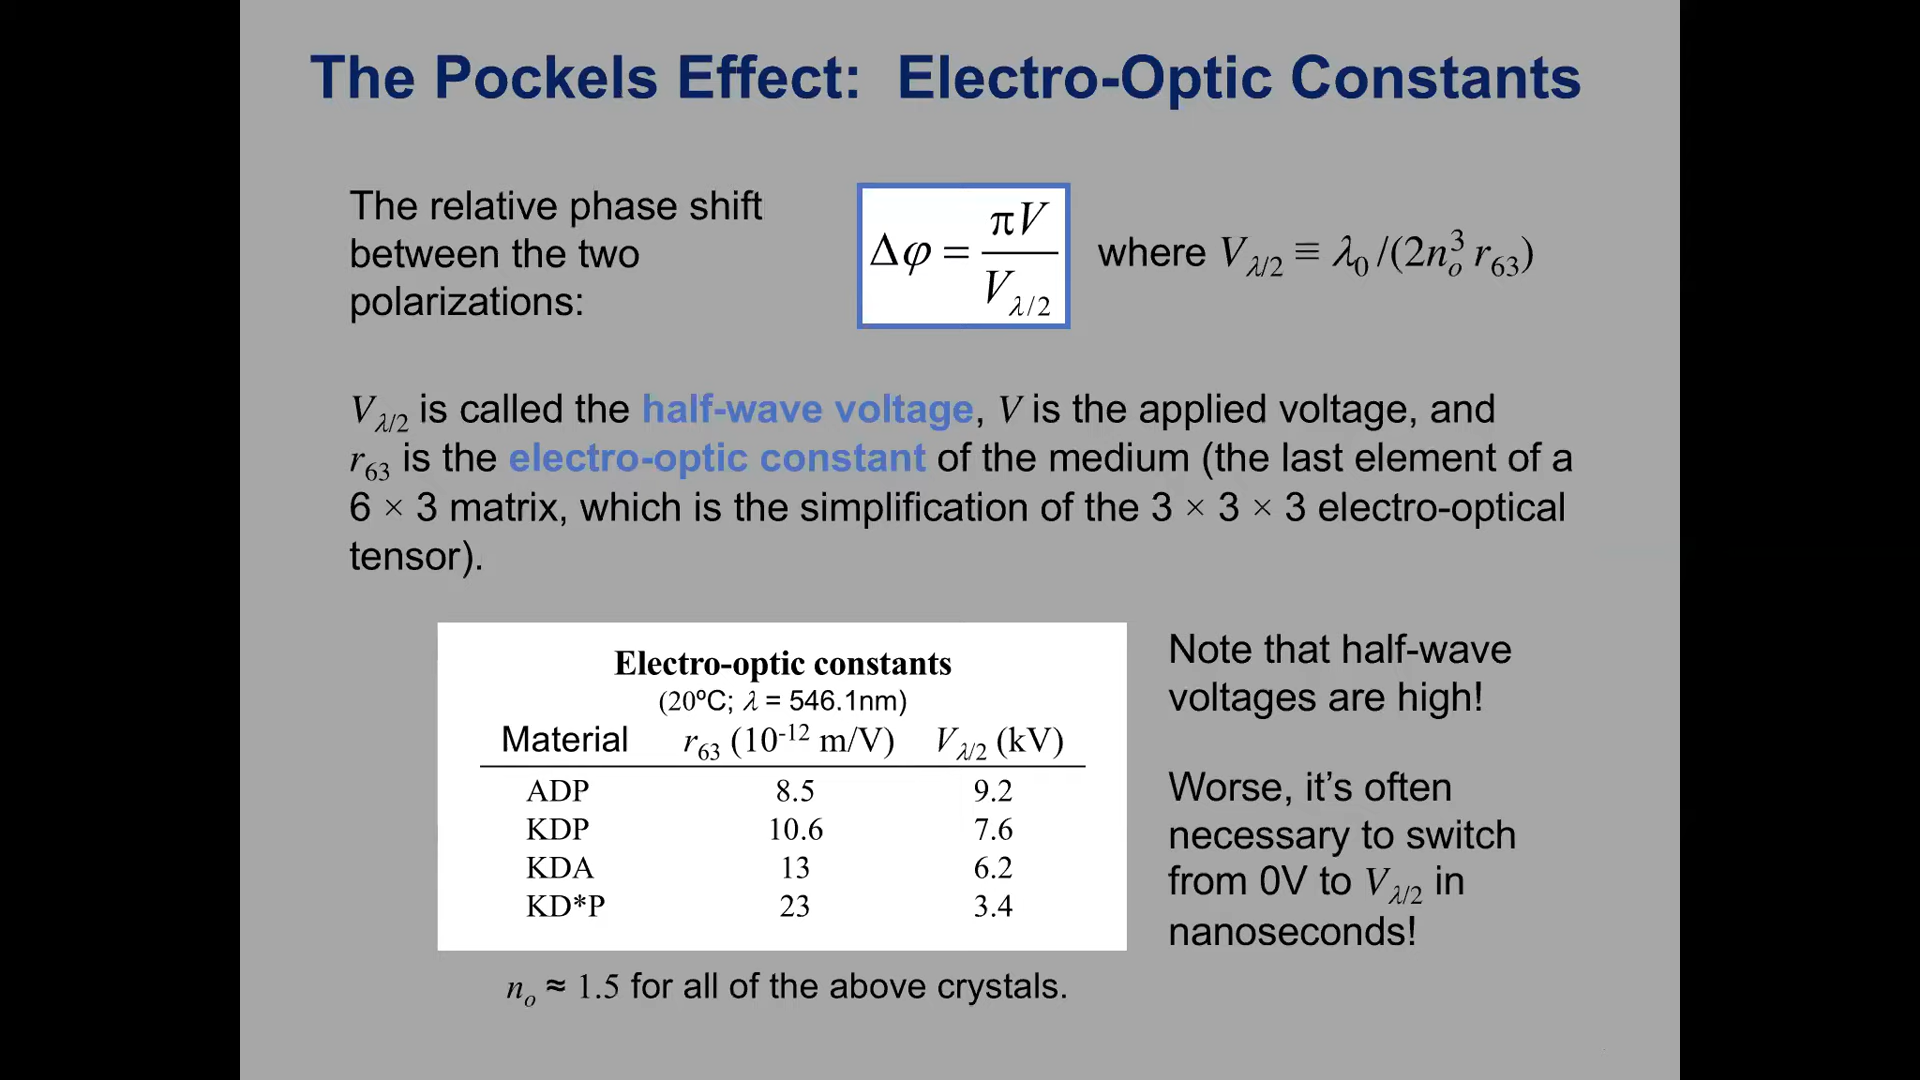 The Pockels Effect: Electro-Optic Constants
The relative phase shift
between the two
polarizations:
Δφ = πV / V_λ/2
where V_λ/2 ≡ λ₀ /(2n_o³ r₆₃)
V_λ/2 is called the half-wave voltage, V is the applied voltage, and
r₆₃ is the electro-optic constant of the medium (the last element of a
6 × 3 matrix, which is the simplification of the 3 × 3 × 3 electro-optical
tensor).
Electro-optic constants
(20ºC; λ = 546.1nm)
Material r₆₃ (10⁻¹² m/V) V_λ/2 (kV)
ADP 8.5 9.2
KDP 10.6 7.6
KDA 13 6.2
KD*P 23 3.4
n_o ≈ 1.5 for all of the above crystals.
Note that half-wave
voltages are high!
Worse, it’s often
necessary to switch
from 0V to V_λ/2 in
nanoseconds!